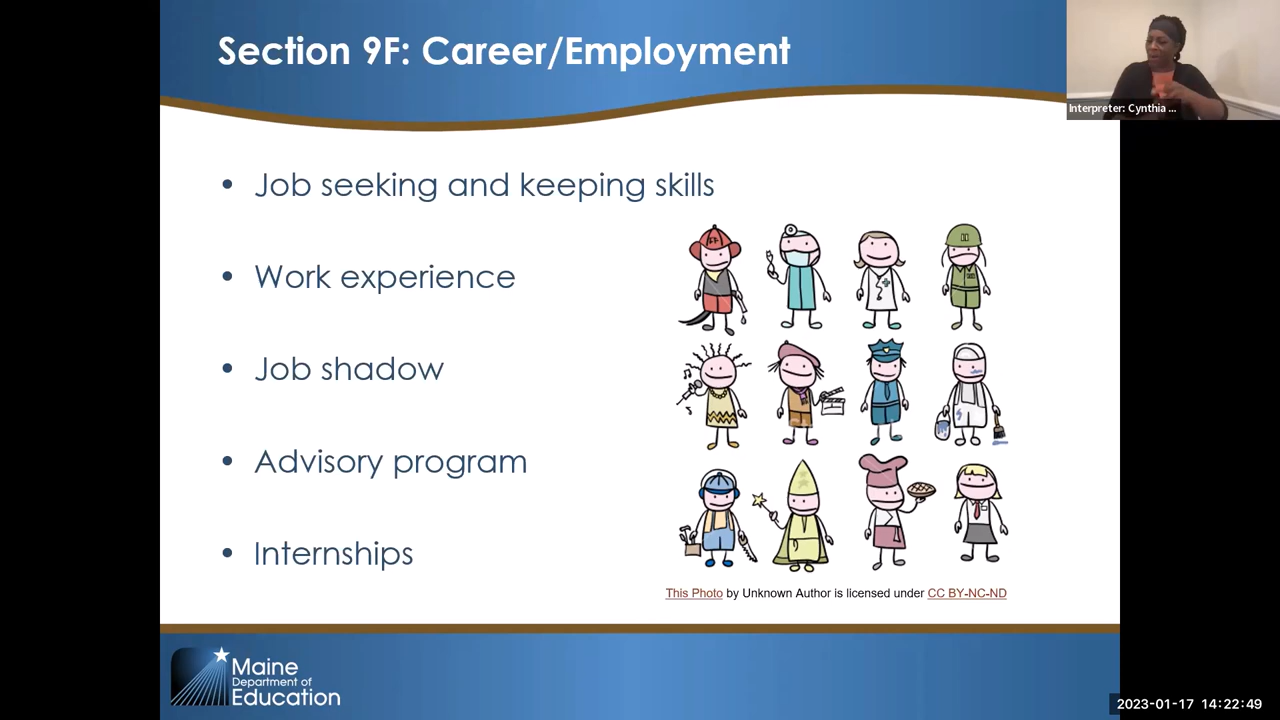 Section 9F: Career/Employment
Interpreter: Cynthia ...
• Job seeking and keeping skills
• Work experience
• Job shadow
• Advisory program
• Internships
This Photo by Unknown Author is licensed under CC BY-NC-ND
Maine
Department of
Education
2023-01-17 14:22:49